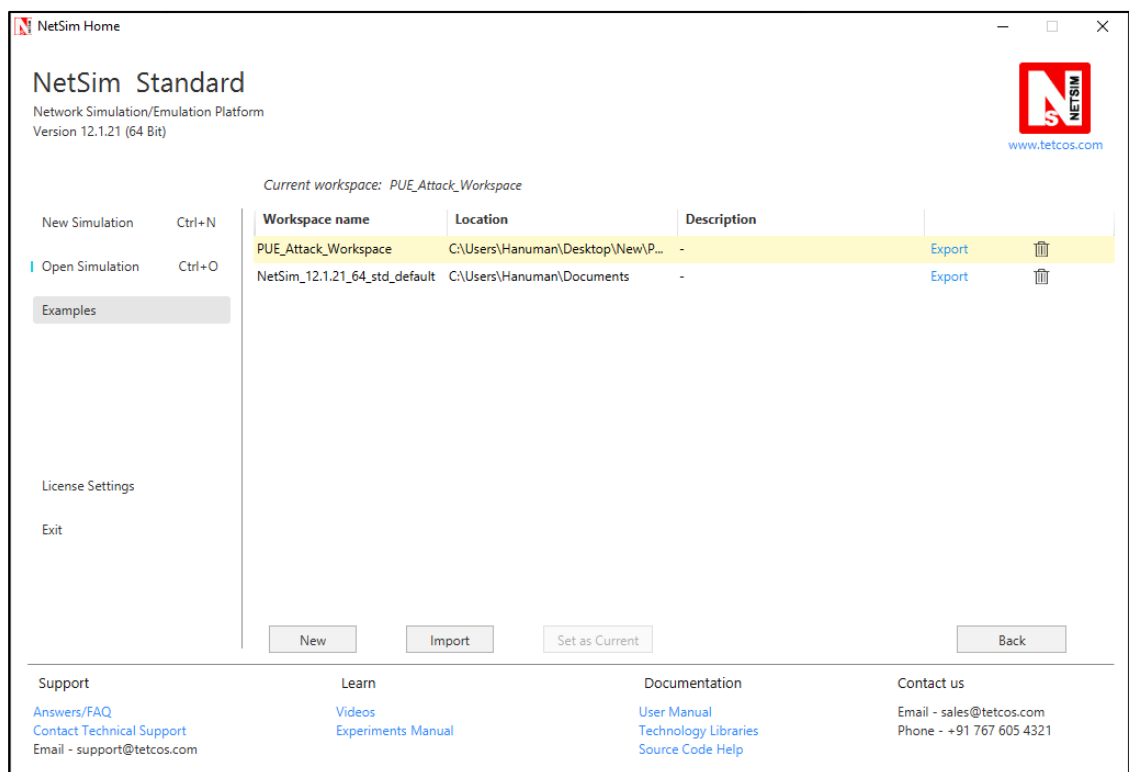 NetSim Home
NetSim Standard
Network Simulation/Emulation Platform
Version 12.1.21 (64 Bit)
N
S
NETSIM
www.tetcos.com
Current workspace: PUE_Attack_Workspace
New Simulation Ctrl+N
Open Simulation Ctrl+O
Examples
License Settings
Exit
Workspace name Location Description
PUE_Attack_Workspace C:\Users\Hanuman\Desktop\New\P... - Export
NetSim_12.1.21_64_std_default C:\Users\Hanuman\Documents - Export
New Import Set as Current Back
Support
Answers/FAQ
Contact Technical Support
Email - support@tetcos.com
Learn
Videos
Experiments Manual
Documentation
User Manual
Technology Libraries
Source Code Help
Contact us
Email - sales@tetcos.com
Phone - +91 767 605 4321